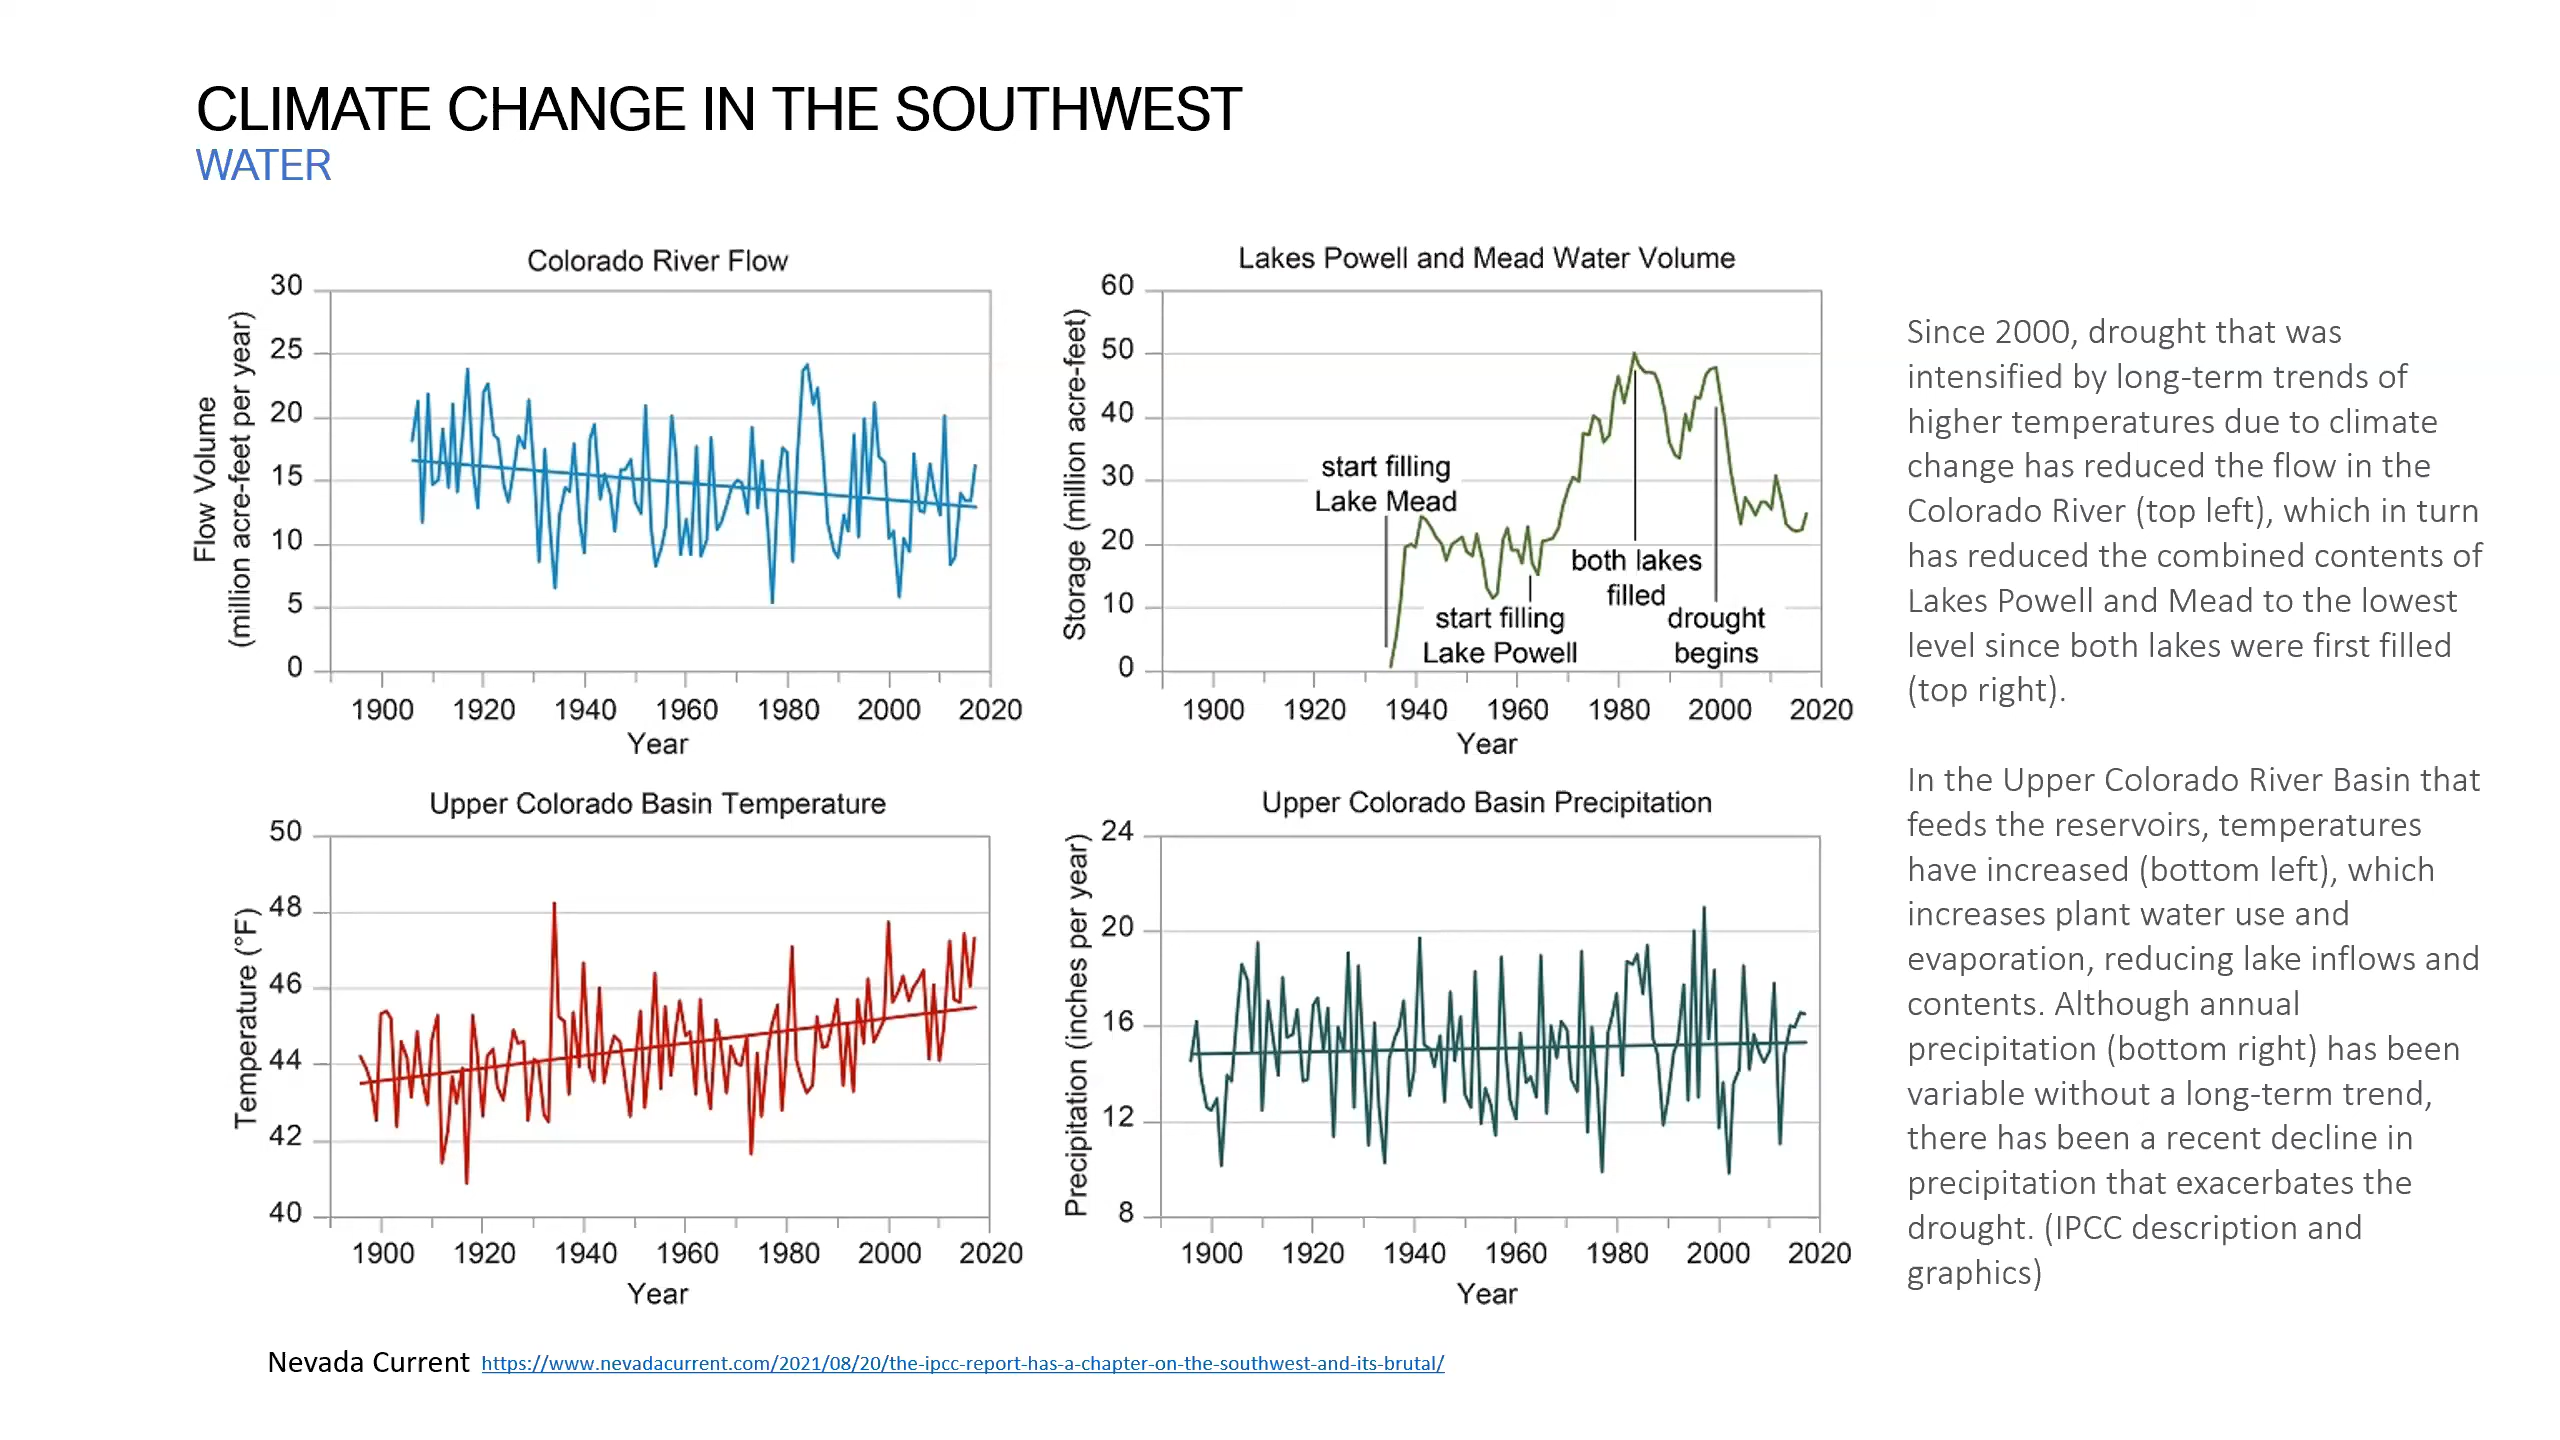 CLIMATE CHANGE IN THE SOUTHWEST
WATER
Colorado River Flow
30
25
20
15
10
5
0
Flow Volume
(million acre-feet per year)
1900 1920 1940 1960 1980 2000 2020
Year
Lakes Powell and Mead Water Volume
60
50
40
30
20
10
0
Storage (million acre-feet)
start filling
Lake Mead
both lakes
filled
start filling
Lake Powell
drought
begins
1900 1920 1940 1960 1980 2000 2020
Year
Upper Colorado Basin Temperature
50
48
46
44
42
40
Temperature (°F)
1900 1920 1940 1960 1980 2000 2020
Year
Upper Colorado Basin Precipitation
24
20
16
12
8
Precipitation (inches per year)
1900 1920 1940 1960 1980 2000 2020
Year
Since 2000, drought that was
intensified by long-term trends of
higher temperatures due to climate
change has reduced the flow in the
Colorado River (top left), which in turn
has reduced the combined contents of
Lakes Powell and Mead to the lowest
level since both lakes were first filled
(top right).
In the Upper Colorado River Basin that
feeds the reservoirs, temperatures
have increased (bottom left), which
increases plant water use and
evaporation, reducing lake inflows and
contents. Although annual
precipitation (bottom right) has been
variable without a long-term trend,
there has been a recent decline in
precipitation that exacerbates the
drought. (IPCC description and
graphics)
Nevada Current https://www.nevadacurrent.com/2021/08/20/the-ipcc-report-has-a-chapter-on-the-southwest-and-its-brutal/